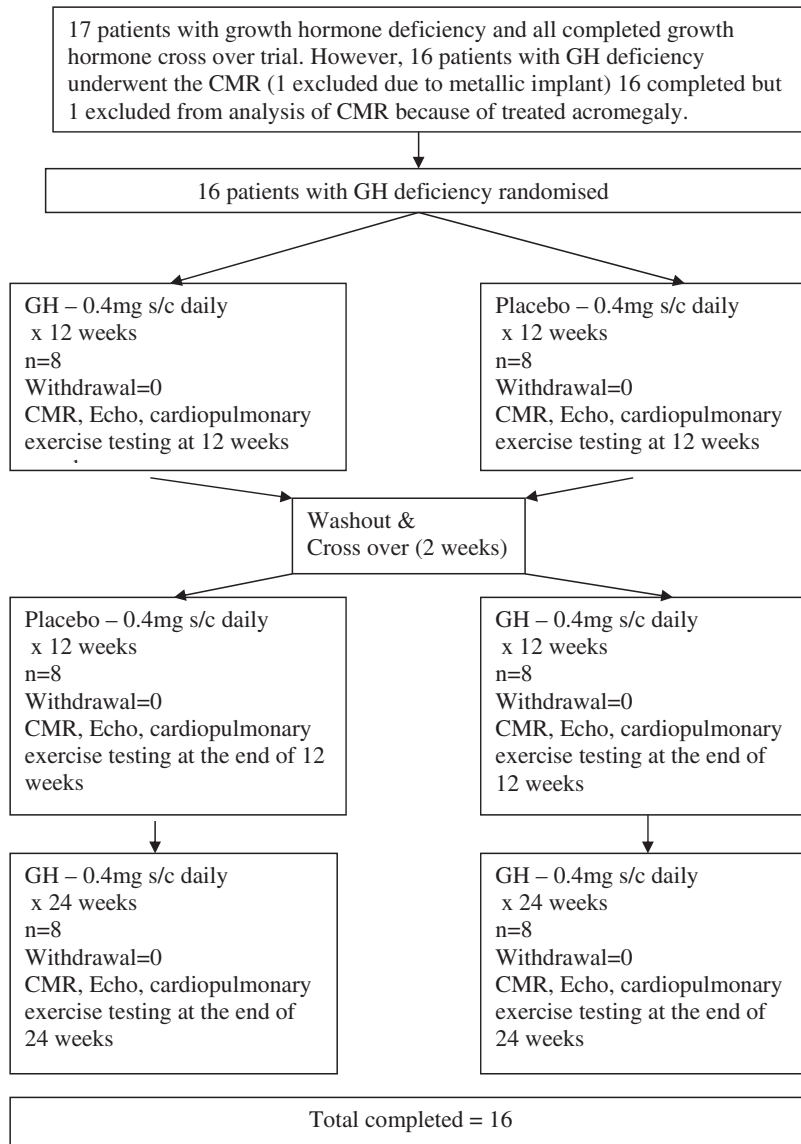 17 patients with growth hormone deficiency and all completed growth
hormone cross over trial. However, 16 patients with GH deficiency
underwent the CMR (1 excluded due to metallic implant) 16 completed but
1 excluded from analysis of CMR because of treated acromegaly.
16 patients with GH deficiency randomised
GH – 0.4mg s/c daily
x 12 weeks
n=8
Withdrawal=0
CMR, Echo, cardiopulmonary
exercise testing at 12 weeks
Placebo – 0.4mg s/c daily
x 12 weeks
n=8
Withdrawal=0
CMR, Echo, cardiopulmonary
exercise testing at 12 weeks
Washout &
Cross over (2 weeks)
Placebo – 0.4mg s/c daily
x 12 weeks
n=8
Withdrawal=0
CMR, Echo, cardiopulmonary
exercise testing at the end of 12
weeks
GH – 0.4mg s/c daily
x 12 weeks
n=8
Withdrawal=0
CMR, Echo, cardiopulmonary
exercise testing at the end of
12 weeks
GH – 0.4mg s/c daily
x 24 weeks
n=8
Withdrawal=0
CMR, Echo, cardiopulmonary
exercise testing at the end of
24 weeks
GH – 0.4mg s/c daily
x 24 weeks
n=8
Withdrawal=0
CMR, Echo, cardiopulmonary
exercise testing at the end of
24 weeks
Total completed = 16